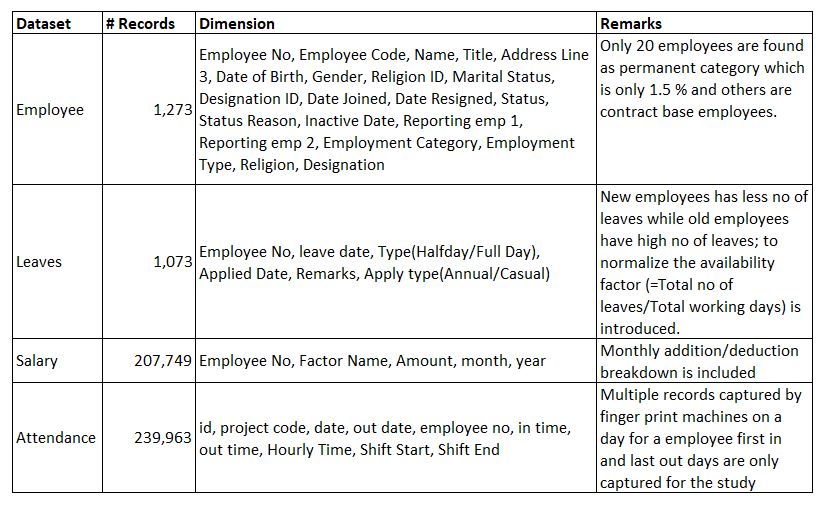 Dataset # Records Dimension Remarks
Employee 1,273
Employee No, Employee Code, Name, Title, Address Line
3, Date of Birth, Gender, Religion ID, Marital Status,
Designation ID, Date Joined, Date Resigned, Status,
Status Reason, Inactive Date, Reporting emp 1,
Reporting emp 2, Employment Category, Employment
Type, Religion, Designation
Only 20 employees are found
as permanent category which
is only 1.5 % and others are
contract base employees.
Leaves 1,073
Employee No, leave date, Type(Halfday/Full Day),
Applied Date, Remarks, Apply type(Annual/Casual)
New employees has less no of
leaves while old employees
have high no of leaves; to
normalize the availability
factor (=Total no of
leaves/Total working days) is
introduced.
Salary 207,749 Employee No, Factor Name, Amount, month, year
Monthly addition/deduction
breakdown is included
Attendance 239,963
id, project code, date, out date, employee no, in time,
out time, Hourly Time, Shift Start, Shift End
Multiple records captured by
finger print machines on a
day for a employee first in
and last out days are only
captured for the study